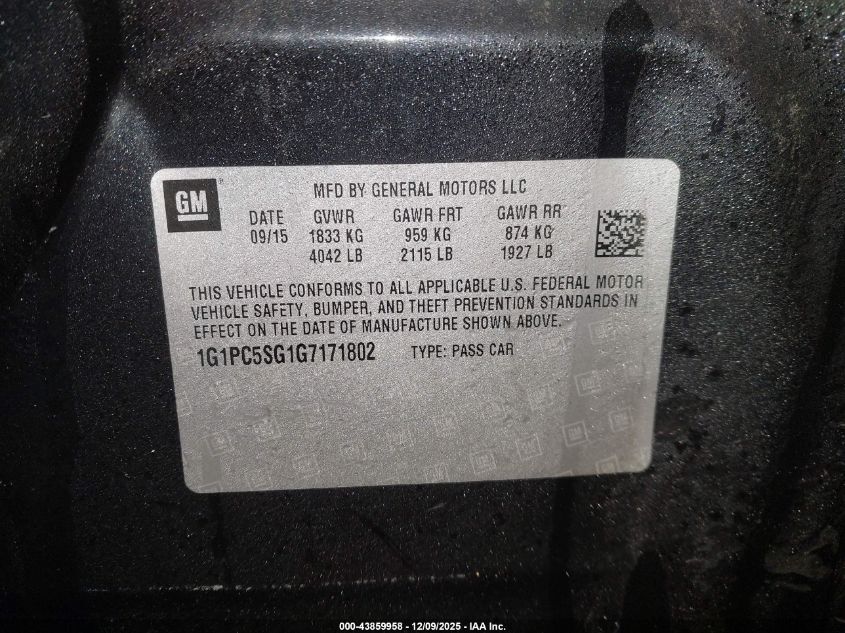 GM
MFD BY GENERAL MOTORS LLC
DATE GVWR GAWR FRT GAWR RR
09/15 1833 KG 959 KG 874 KG
4042 LB 2115 LB 1927 LB
THIS VEHICLE CONFORMS TO ALL APPLICABLE U.S. FEDERAL MOTOR
VEHICLE SAFETY, BUMPER, AND THEFT PREVENTION STANDARDS IN
EFFECT ON THE DATE OF MANUFACTURE SHOWN ABOVE.
1G1PC5SG1G7171802 TYPE: PASS CAR
000-43859958 - 12/09/2025 - IAA Inc.